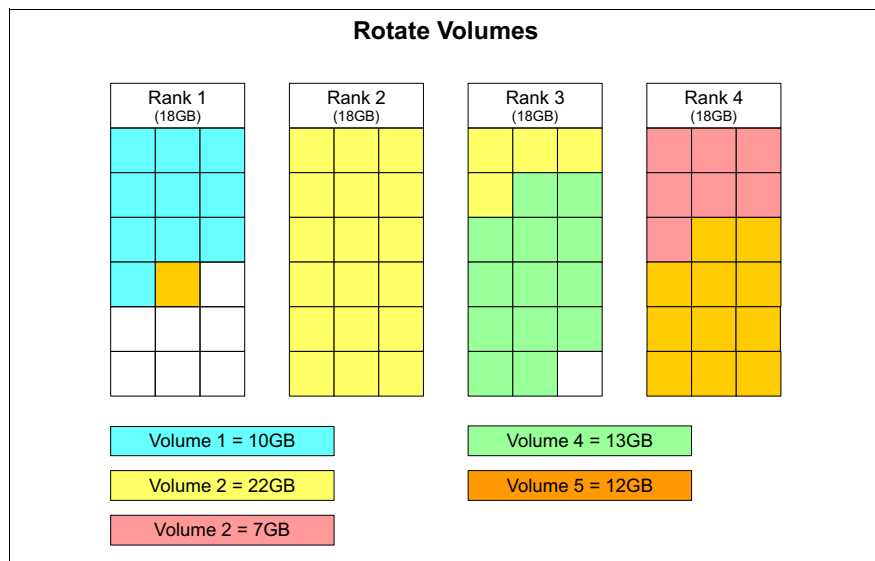 Rotate Volumes
Rank 1
(18GB)
Rank 2
(18GB)
Rank 3
(18GB)
Rank 4
(18GB)
Volume 1 = 10GB
Volume 2 = 22GB
Volume 2 = 7GB
Volume 4 = 13GB
Volume 5 = 12GB